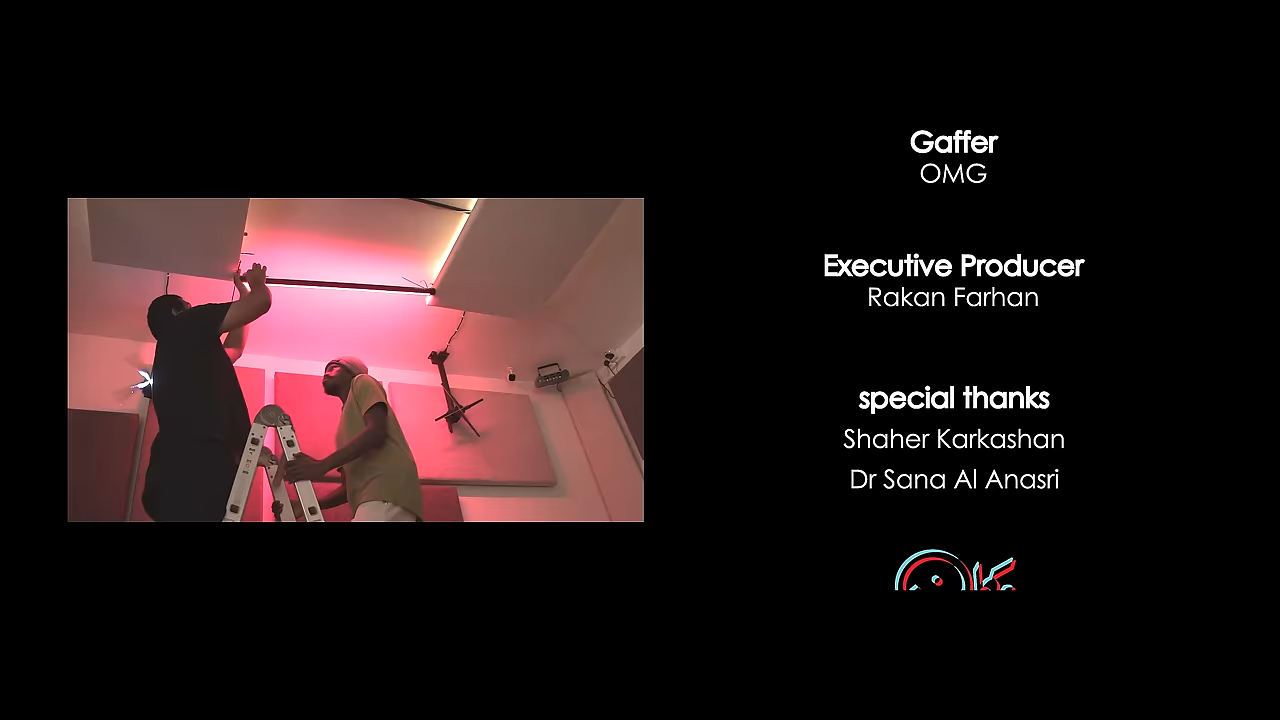 Gaffer
OMG
Executive Producer
Rakan Farhan
special thanks
Shaher Karkashan
Dr Sana Al Anasri